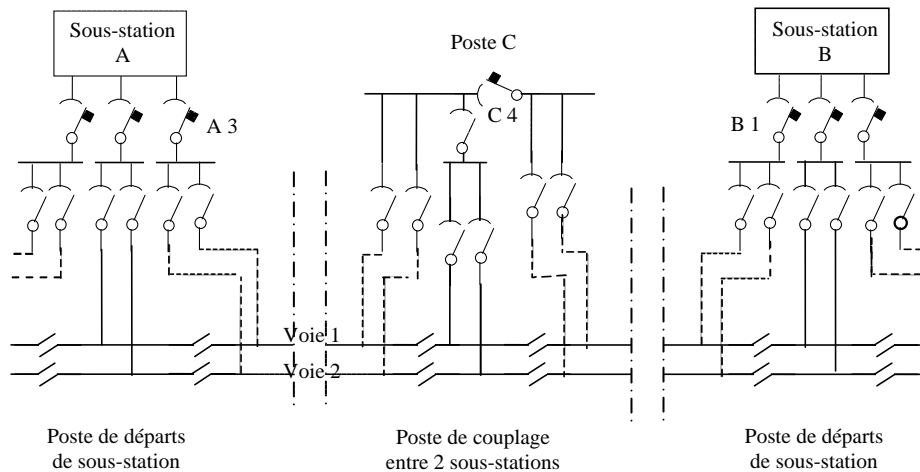 Sous-station
A
Poste C
Sous-station
B
A 3
C 4
B 1
Voie 1
Voie 2
Poste de départs
de sous-station
Poste de couplage
entre 2 sous-stations
Poste de départs
de sous-station